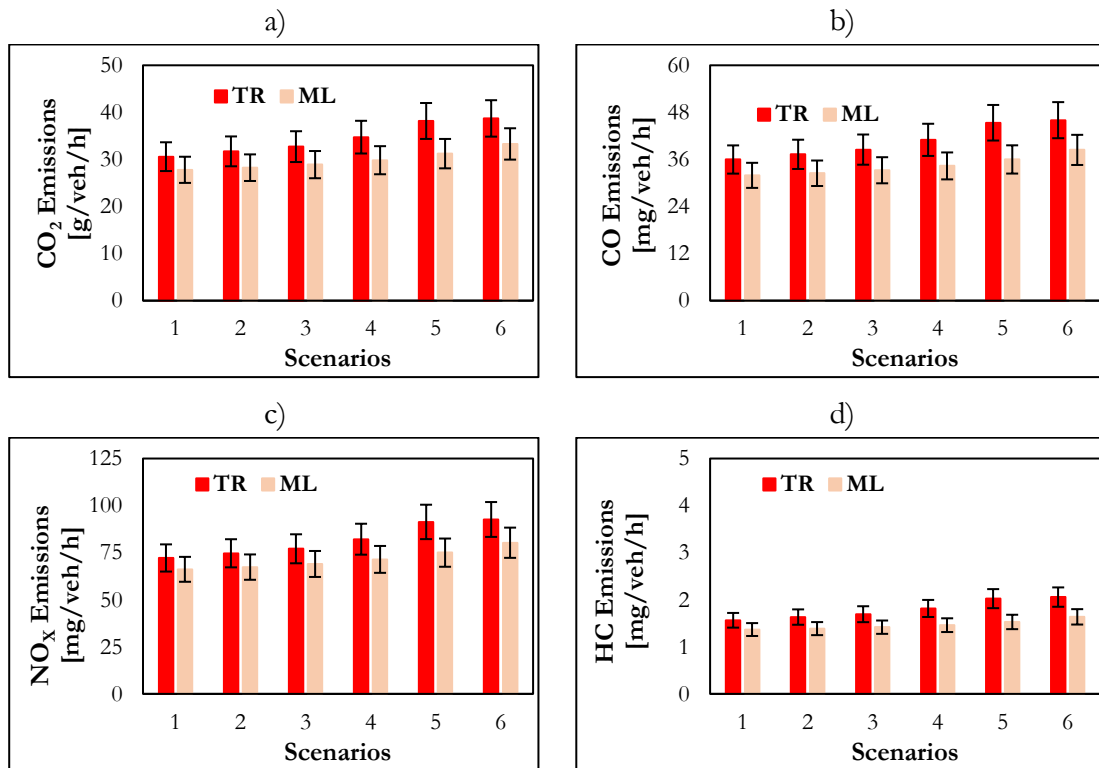 a)
CO2 Emissions
[g/veh/h]
50
40
30
20
10
0
TR ML
1 2 3 4 5 6
Scenarios
b)
CO Emissions
[mg/veh/h]
60
48
36
24
12
0
TR ML
1 2 3 4 5 6
Scenarios
c)
NOX Emissions
[mg/veh/h]
125
100
75
50
25
0
TR ML
1 2 3 4 5 6
Scenarios
d)
HC Emissions
[mg/veh/h]
5
4
3
2
1
0
TR ML
1 2 3 4 5 6
Scenarios